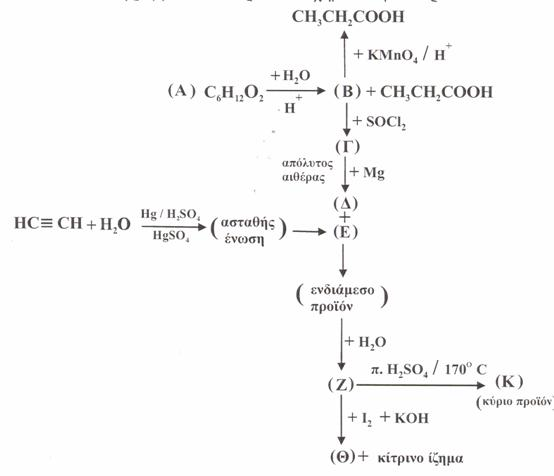 CH₃CH₂COOH
+ KMnO₄ / H⁺
(A) C₆H₁₂O₂ +H₂O H⁺ (B) + CH₃CH₂COOH
+ SOCl₂
(Γ)
απόλυτος αιθέρας + Mg
(Δ)
+
HC≡CH + H₂O Hg / H₂SO₄ HgSO₄ (ασταθής ένωση) (E)
(ενδιάμεσο προϊόν)
+ H₂O
(Z) π. H₂SO₄ / 170° C (K)
(κύριο προϊόν)
+ I₂ + KOH
(Θ) + κίτρινο ίζημα